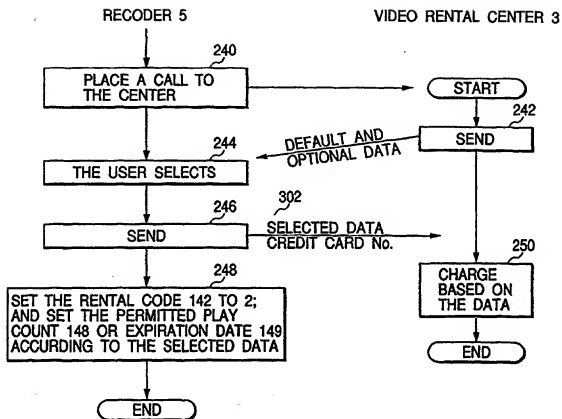 RECODER 5
VIDEO RENTAL CENTER 3
240
PLACE A CALL TO
THE CENTER
START
242
SEND
DEFAULT AND
OPTIONAL DATA
244
THE USER SELECTS
246
SEND
302
SELECTED DATA
CREDIT CARD No.
248
SET THE RENTAL CODE 142 TO 2;
AND SET THE PERMITTED PLAY
COUNT 148 OR EXPIRATION DATE 149
ACCORDING TO THE SELECTED DATA
250
CHARGE
BASED ON
THE DATA
END
END